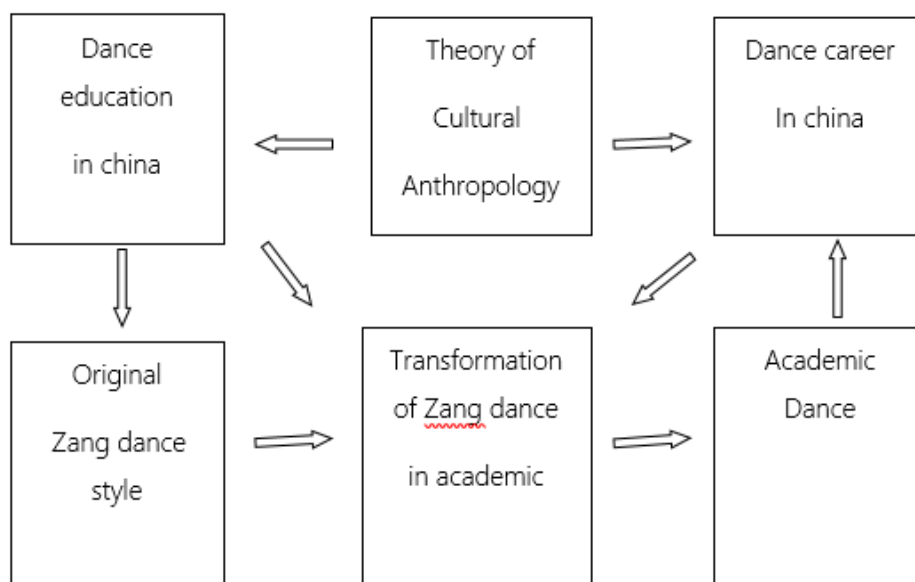 Dance
education
in china
Theory of
Cultural
Anthropology
Dance career
In china
Original
Zang dance
style
Transformation
of Zang dance
in academic
Academic
Dance